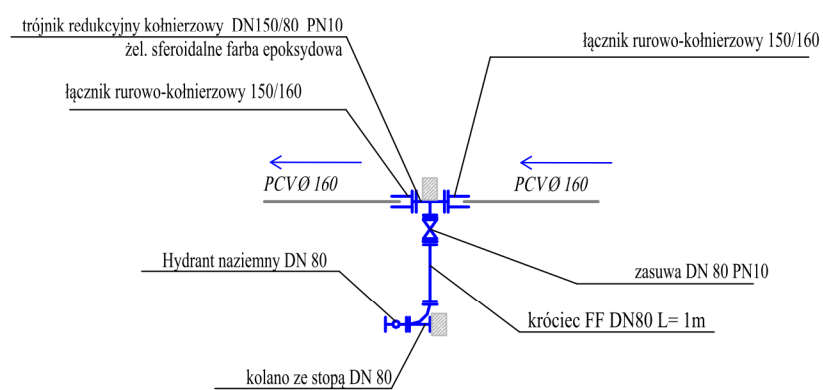 trójnik redukcyjny kołnierzowy DN150/80 PN10
żel. sferoidalne farba epoksydowa
łącznik rurowo-kołnierzowy 150/160
łącznik rurowo-kołnierzowy 150/160
PCVØ 160
PCVØ 160
Hydrant naziemny DN 80
zasuwa DN 80 PN10
króciec FF DN80 L= 1m
kolano ze stopą DN 80